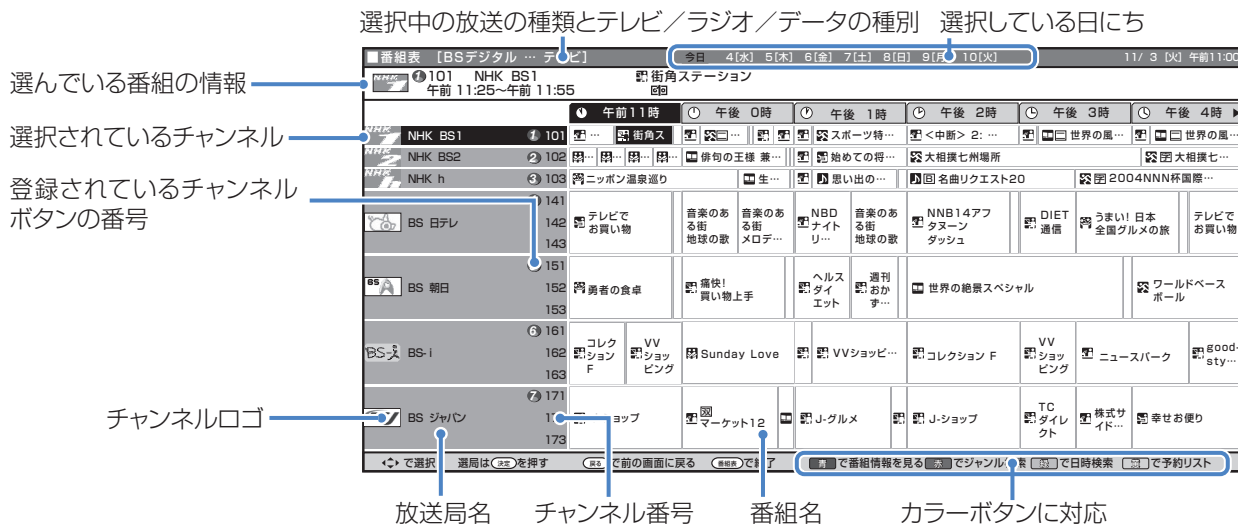 選択中の放送の種類とテレビ／ラジオ／データの種別　選択している日にち
■番組表　[BSデジタル … テレビ]　今日　4[水]　5[木]　6[金]　7[土]　8[日]　9[月]　10[火]　11/ 3 [火] 午前11:00
選んでいる番組の情報
❶101　NHK BS1　街角ステーション
午前 11:25～午前 11:55
午前11時　午後 0時　午後 1時　午後 2時　午後 3時　午後 4時
選択されているチャンネル
NHK BS1　① 101　…　街角ス　…　スポーツ特…　<中断> 2: …　世界の風…　世界の風…
NHK BS2　② 102　…　…　…　…　俳句の王様 兼…　始めての将…　大相撲七州場所　大相撲七…
NHK h　③ 103　ニッポン温泉巡り　生…　思い出の…　名曲リクエスト20　2004NNN杯国際…
登録されているチャンネル
ボタンの番号
BS 日テレ　141
142
143
テレビで
お買い物
音楽のあ
る街
地球の歌
音楽のあ
る街
メロデ…
NBD
ナイト
リ…
音楽のあ
る街
地球の歌
NNB14アフ
タヌーン
ダッシュ
DIET
通信
うまい! 日本
全国グルメの旅
テレビで
お買い物
BS 朝日　151
152
153
勇者の食卓
痛快!
買い物上手
ヘルス
ダイ
エット
週刊
おか
ず…
世界の絶景スペシャル
ワールドベース
ボール
BS-i　⑥ 161
162
163
コレク
ション
F
VV
ショッ
ピング
Sunday Love
VVショッピ…
コレクション F
VV
ショッ
ピング
ニュースパーク
good-
sty…
チャンネルロゴ
BS ジャパン　⑦ 171
173
ョップ
マーケット12
J-グルメ
J-ショップ
TC
ダイレ
クト
株式サ
イド…
幸せお便り
で選択　選局は(決定)を押す　(戻る)で前の画面に戻る　(番組表)で終了　青 で番組情報を見る 赤 でジャンル検索 緑 で日時検索 黄 で予約リスト
放送局名　チャンネル番号　番組名　カラーボタンに対応